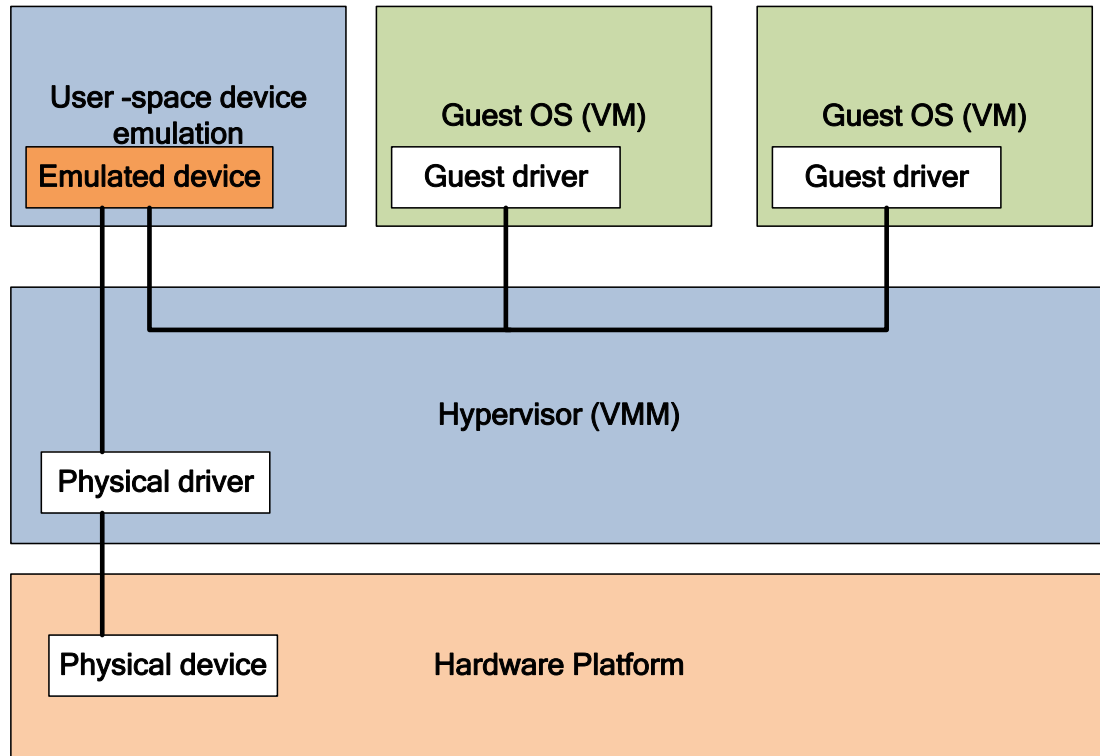 User -space device
emulation
Emulated device
Guest OS (VM)
Guest driver
Guest OS (VM)
Guest driver
Hypervisor (VMM)
Physical driver
Physical device
Hardware Platform